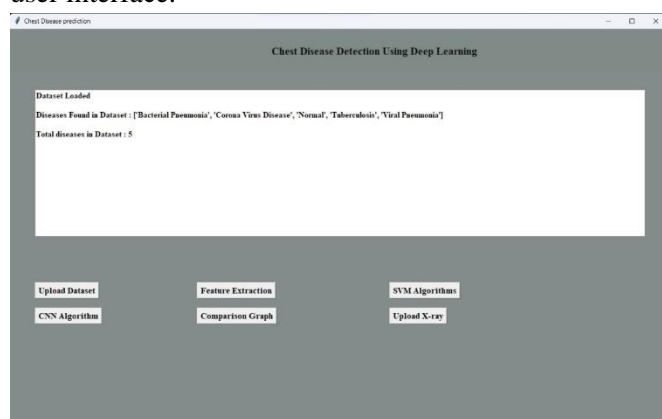 user interface.
Chest Disease prediction
Chest Disease Detection Using Deep Learning
Dataset Loaded
Diseases Found in Dataset : ['Bacterial Pneumonia', 'Corona Virus Disease', 'Normal', 'Tuberculosis', 'Viral Pneumonia']
Total diseases in Dataset : 5
Upload Dataset Feature Extraction SVM Algorithms
CNN Algorithm Comparison Graph Upload X-ray